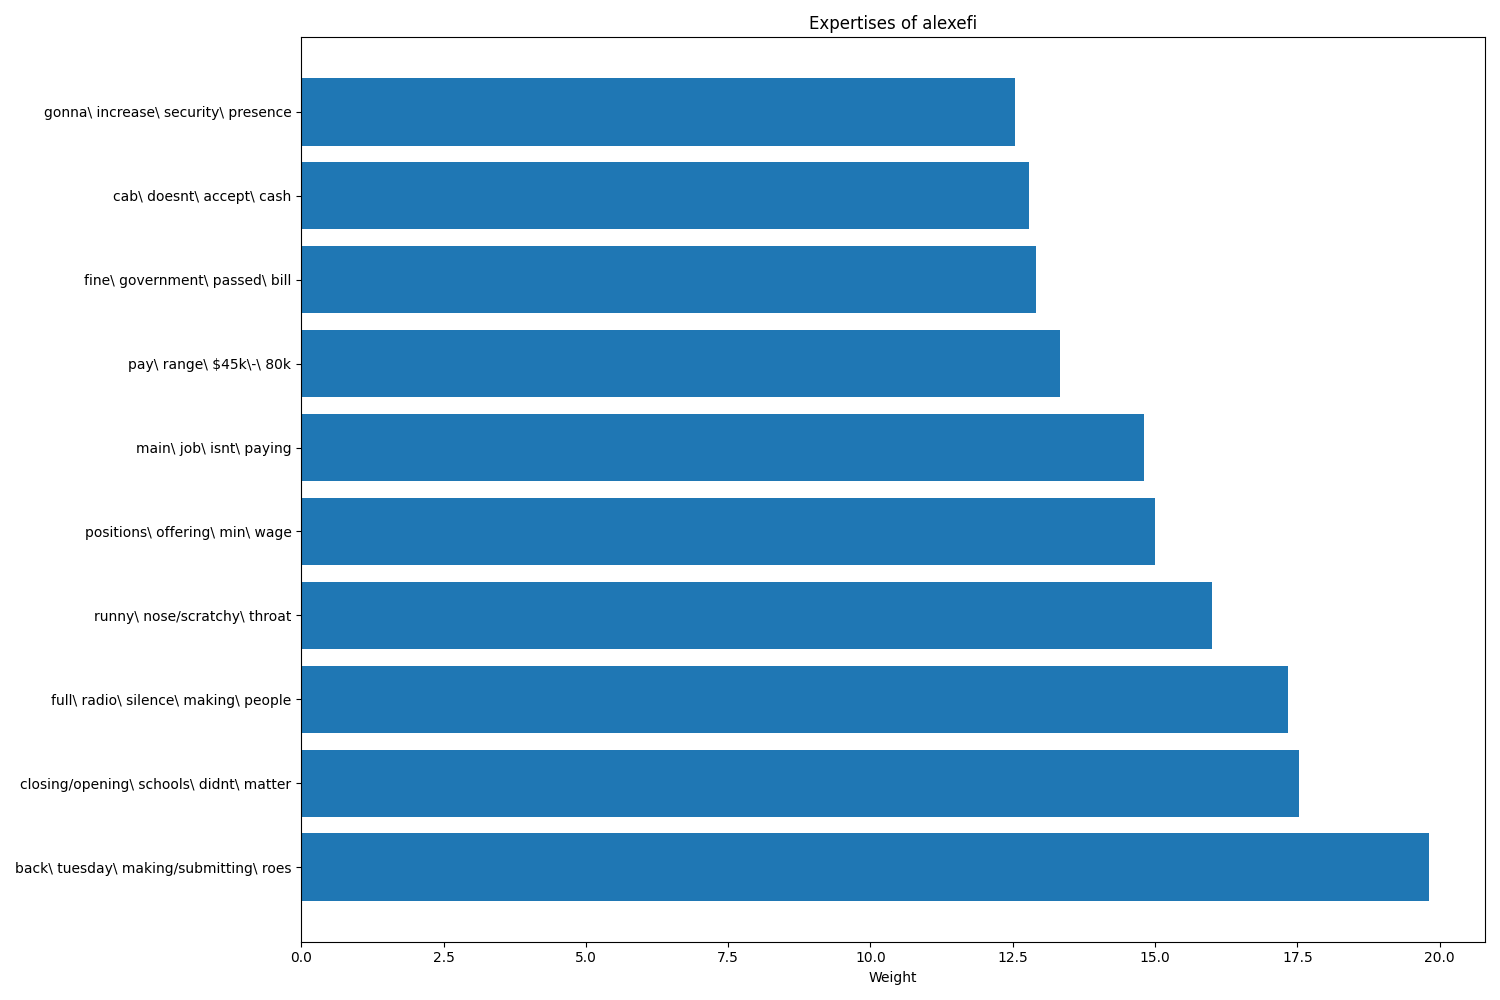 Expertises of alexefi
gonna\ increase\ security\ presence
cab\ doesnt\ accept\ cash
fine\ government\ passed\ bill
pay\ range\ $45k\-\ 80k
main\ job\ isnt\ paying
positions\ offering\ min\ wage
runny\ nose/scratchy\ throat
full\ radio\ silence\ making\ people
closing/opening\ schools\ didnt\ matter
back\ tuesday\ making/submitting\ roes
0.0 2.5 5.0 7.5 10.0 12.5 15.0 17.5 20.0
Weight